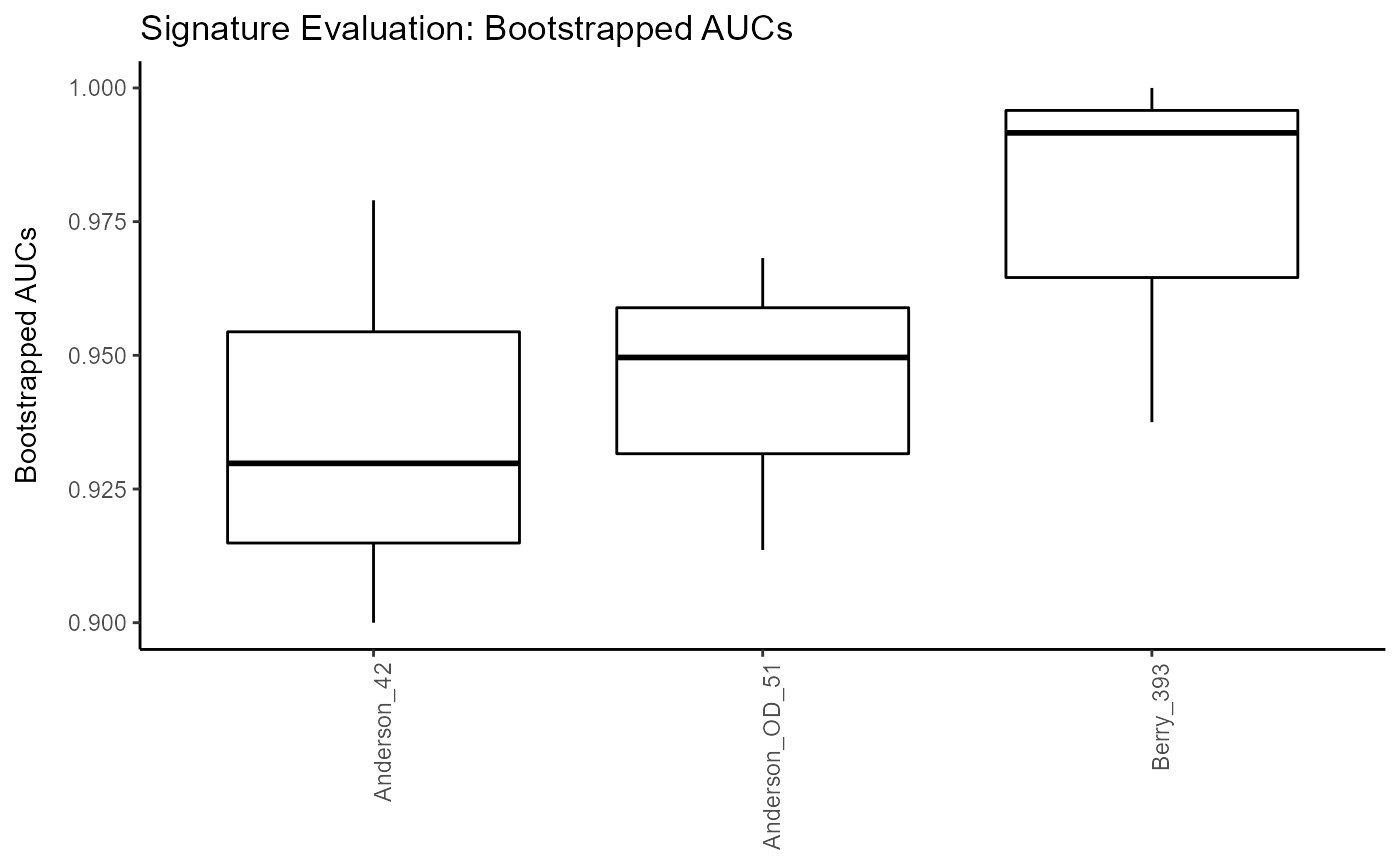 Signature Evaluation: Bootstrapped AUCs
Bootstrapped AUCs
1.000
0.975
0.950
0.925
0.900
Anderson_42
Anderson_OD_51
Berry_393